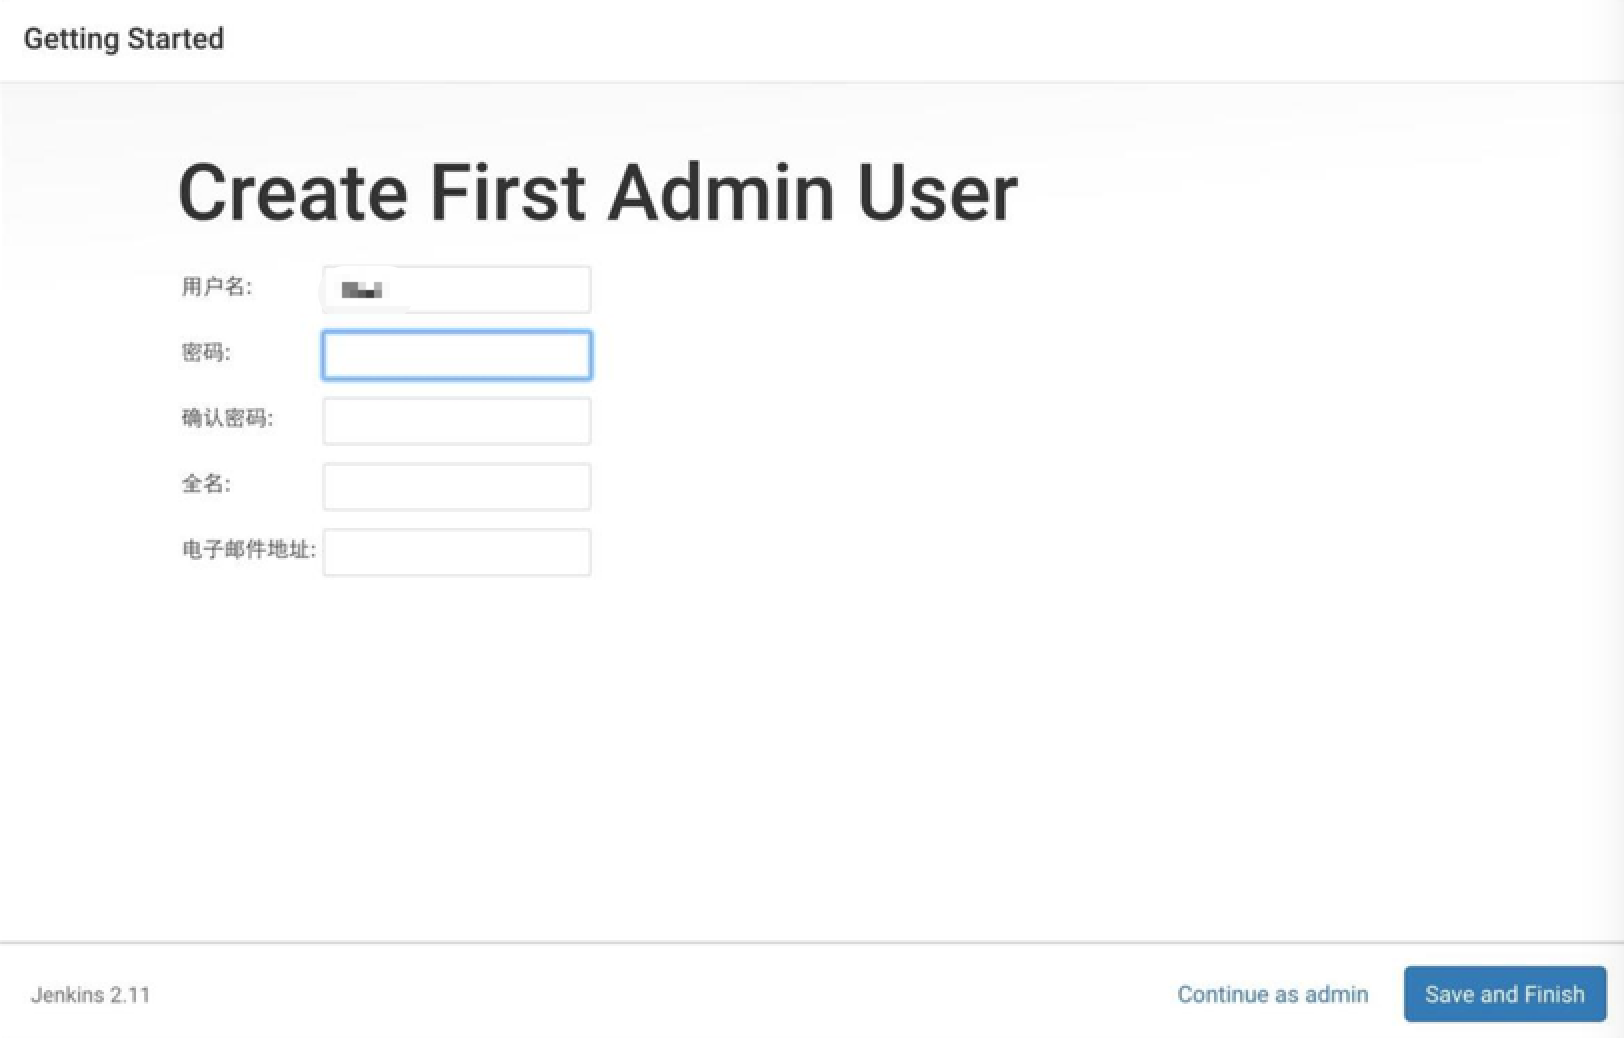 Getting Started
Create First Admin User
用户名:
密码:
确认密码:
全名:
电子邮件地址:
Jenkins 2.11
Continue as admin
Save and Finish